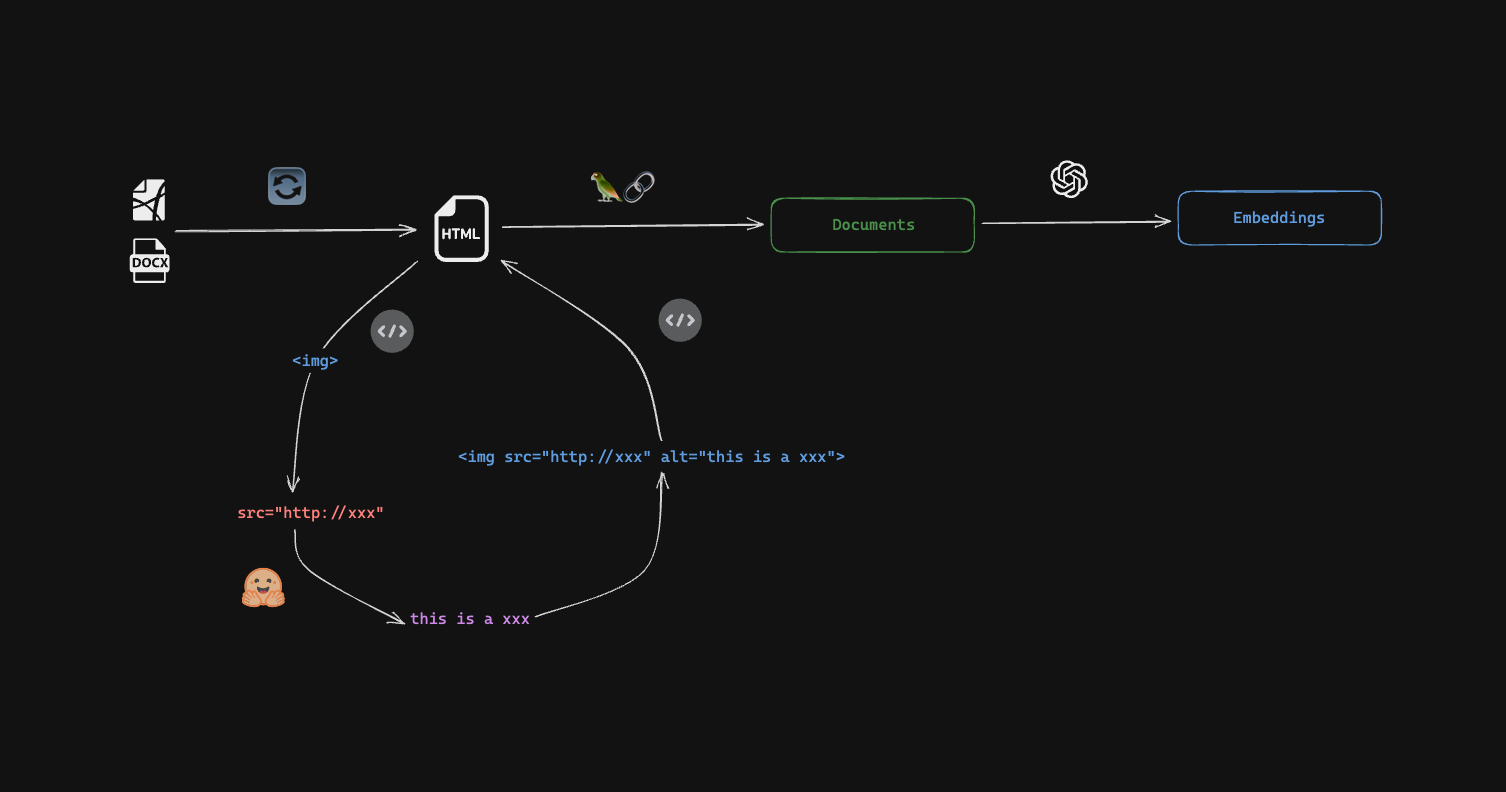 DOCX
HTML
Documents
Embeddings
</>
</>
<img>
<img src="http://xxx" alt="this is a xxx">
src="http://xxx"
this is a xxx